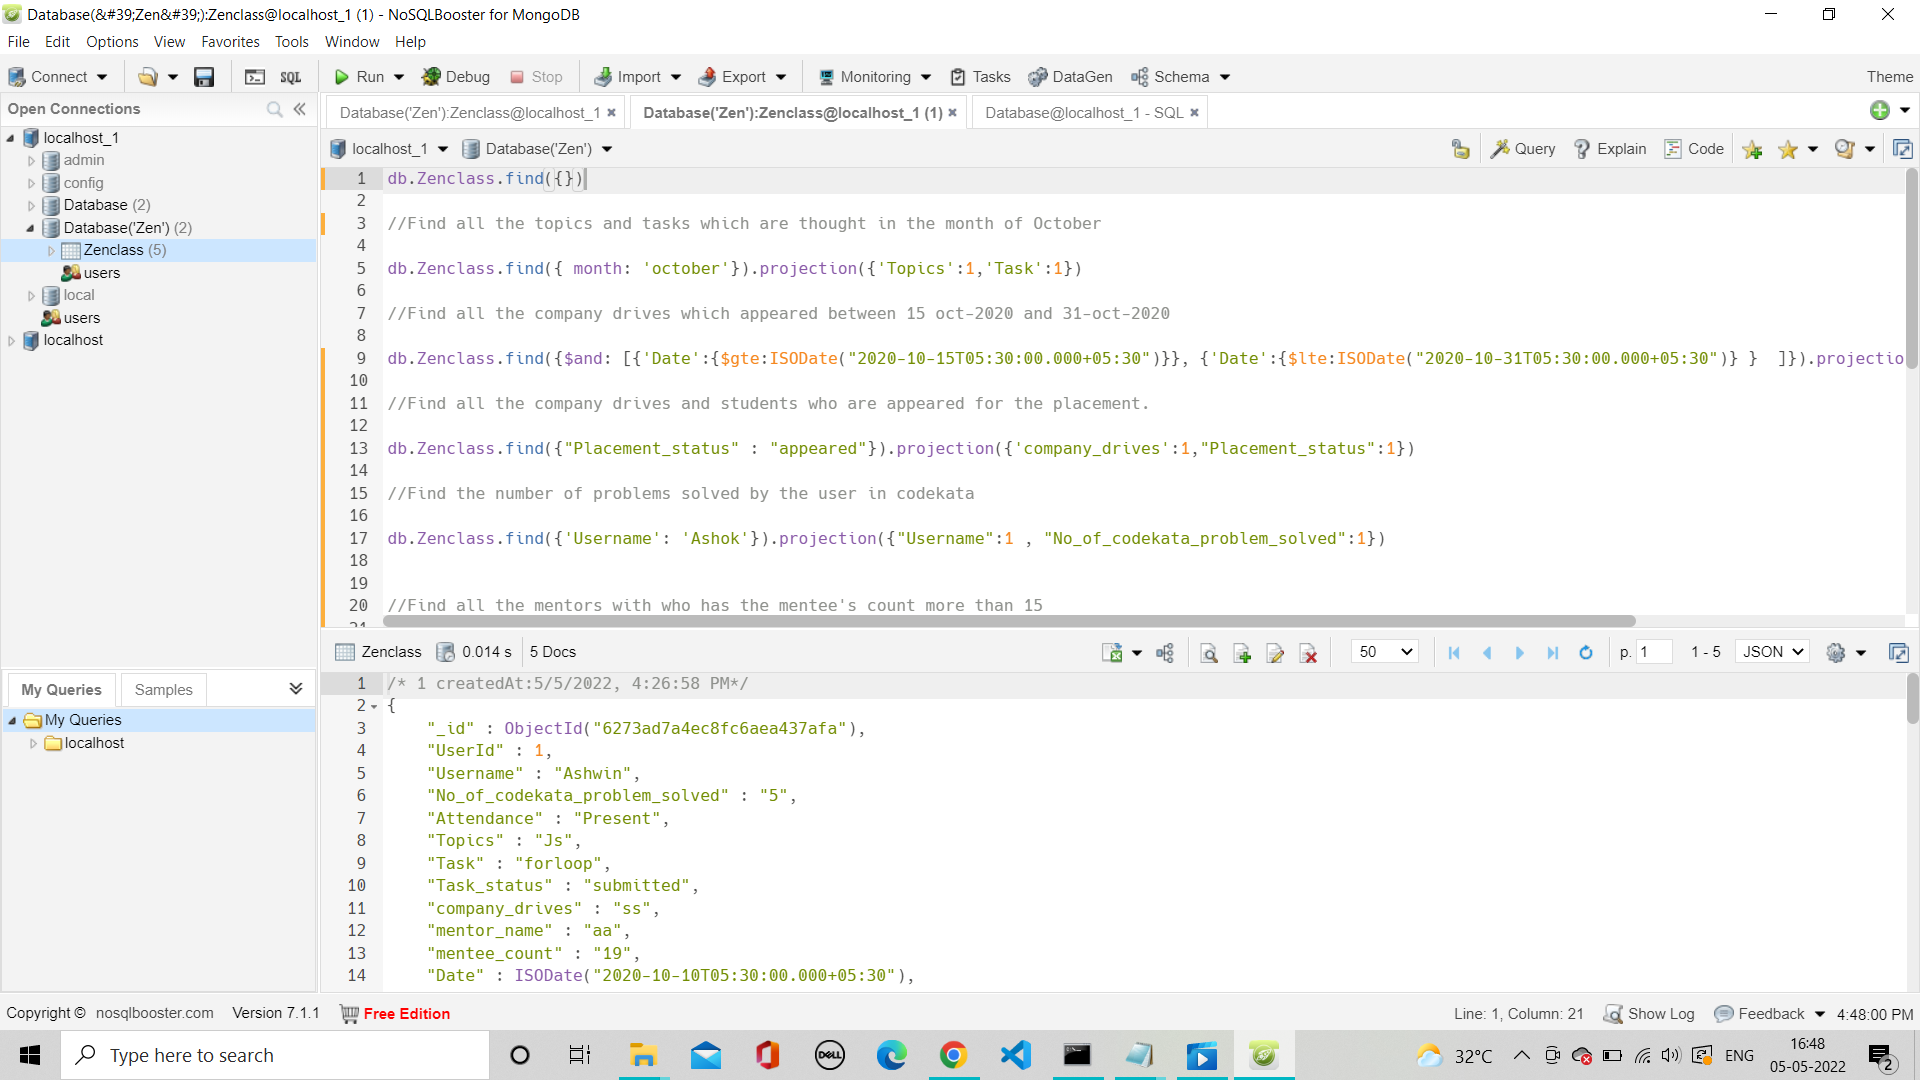 Database(&#39;Zen&#39;):Zenclass@localhost_1 (1) - NoSQLBooster for MongoDB
File Edit Options View Favorites Tools Window Help
Connect SQL Run Debug Stop Import Export Monitoring Tasks DataGen Schema Theme
Open Connections
localhost_1
admin
config
Database (2)
Database('Zen') (2)
Zenclass (5)
users
local
users
localhost
Database('Zen'):Zenclass@localhost_1 Database('Zen'):Zenclass@localhost_1 (1) Database@localhost_1 - SQL
localhost_1 Database('Zen') Query Explain Code
1 db.Zenclass.find({})
2
3 //Find all the topics and tasks which are thought in the month of October
4
5 db.Zenclass.find({ month: 'october'}).projection({'Topics':1,'Task':1})
6
7 //Find all the company drives which appeared between 15 oct-2020 and 31-oct-2020
8
9 db.Zenclass.find({$and: [{'Date':{$gte:ISODate("2020-10-15T05:30:00.000+05:30")}}, {'Date':{$lte:ISODate("2020-10-31T05:30:00.000+05:30")} }  ]}).projectio
10
11 //Find all the company drives and students who are appeared for the placement.
12
13 db.Zenclass.find({"Placement_status" : "appeared"}).projection({'company_drives':1,"Placement_status":1})
14
15 //Find the number of problems solved by the user in codekata
16
17 db.Zenclass.find({'Username': 'Ashok'}).projection({"Username":1 , "No_of_codekata_problem_solved":1})
18
19
20 //Find all the mentors with who has the mentee's count more than 15
21
Zenclass 0.014 s 5 Docs 50 p. 1 1 - 5 JSON
1 /* 1 createdAt:5/5/2022, 4:26:58 PM*/
2 {
3 "_id" : ObjectId("6273ad7a4ec8fc6aea437afa"),
4 "UserId" : 1,
5 "Username" : "Ashwin",
6 "No_of_codekata_problem_solved" : "5",
7 "Attendance" : "Present",
8 "Topics" : "Js",
9 "Task" : "forloop",
10 "Task_status" : "submitted",
11 "company_drives" : "ss",
12 "mentor_name" : "aa",
13 "mentee_count" : "19",
14 "Date" : ISODate("2020-10-10T05:30:00.000+05:30"),
My Queries Samples
My Queries
localhost
Copyright © nosqlbooster.com Version 7.1.1 Free Edition Line: 1, Column: 21 Show Log Feedback 4:48:00 PM
Type here to search DELL 32°C ENG 16:48
05-05-2022 2